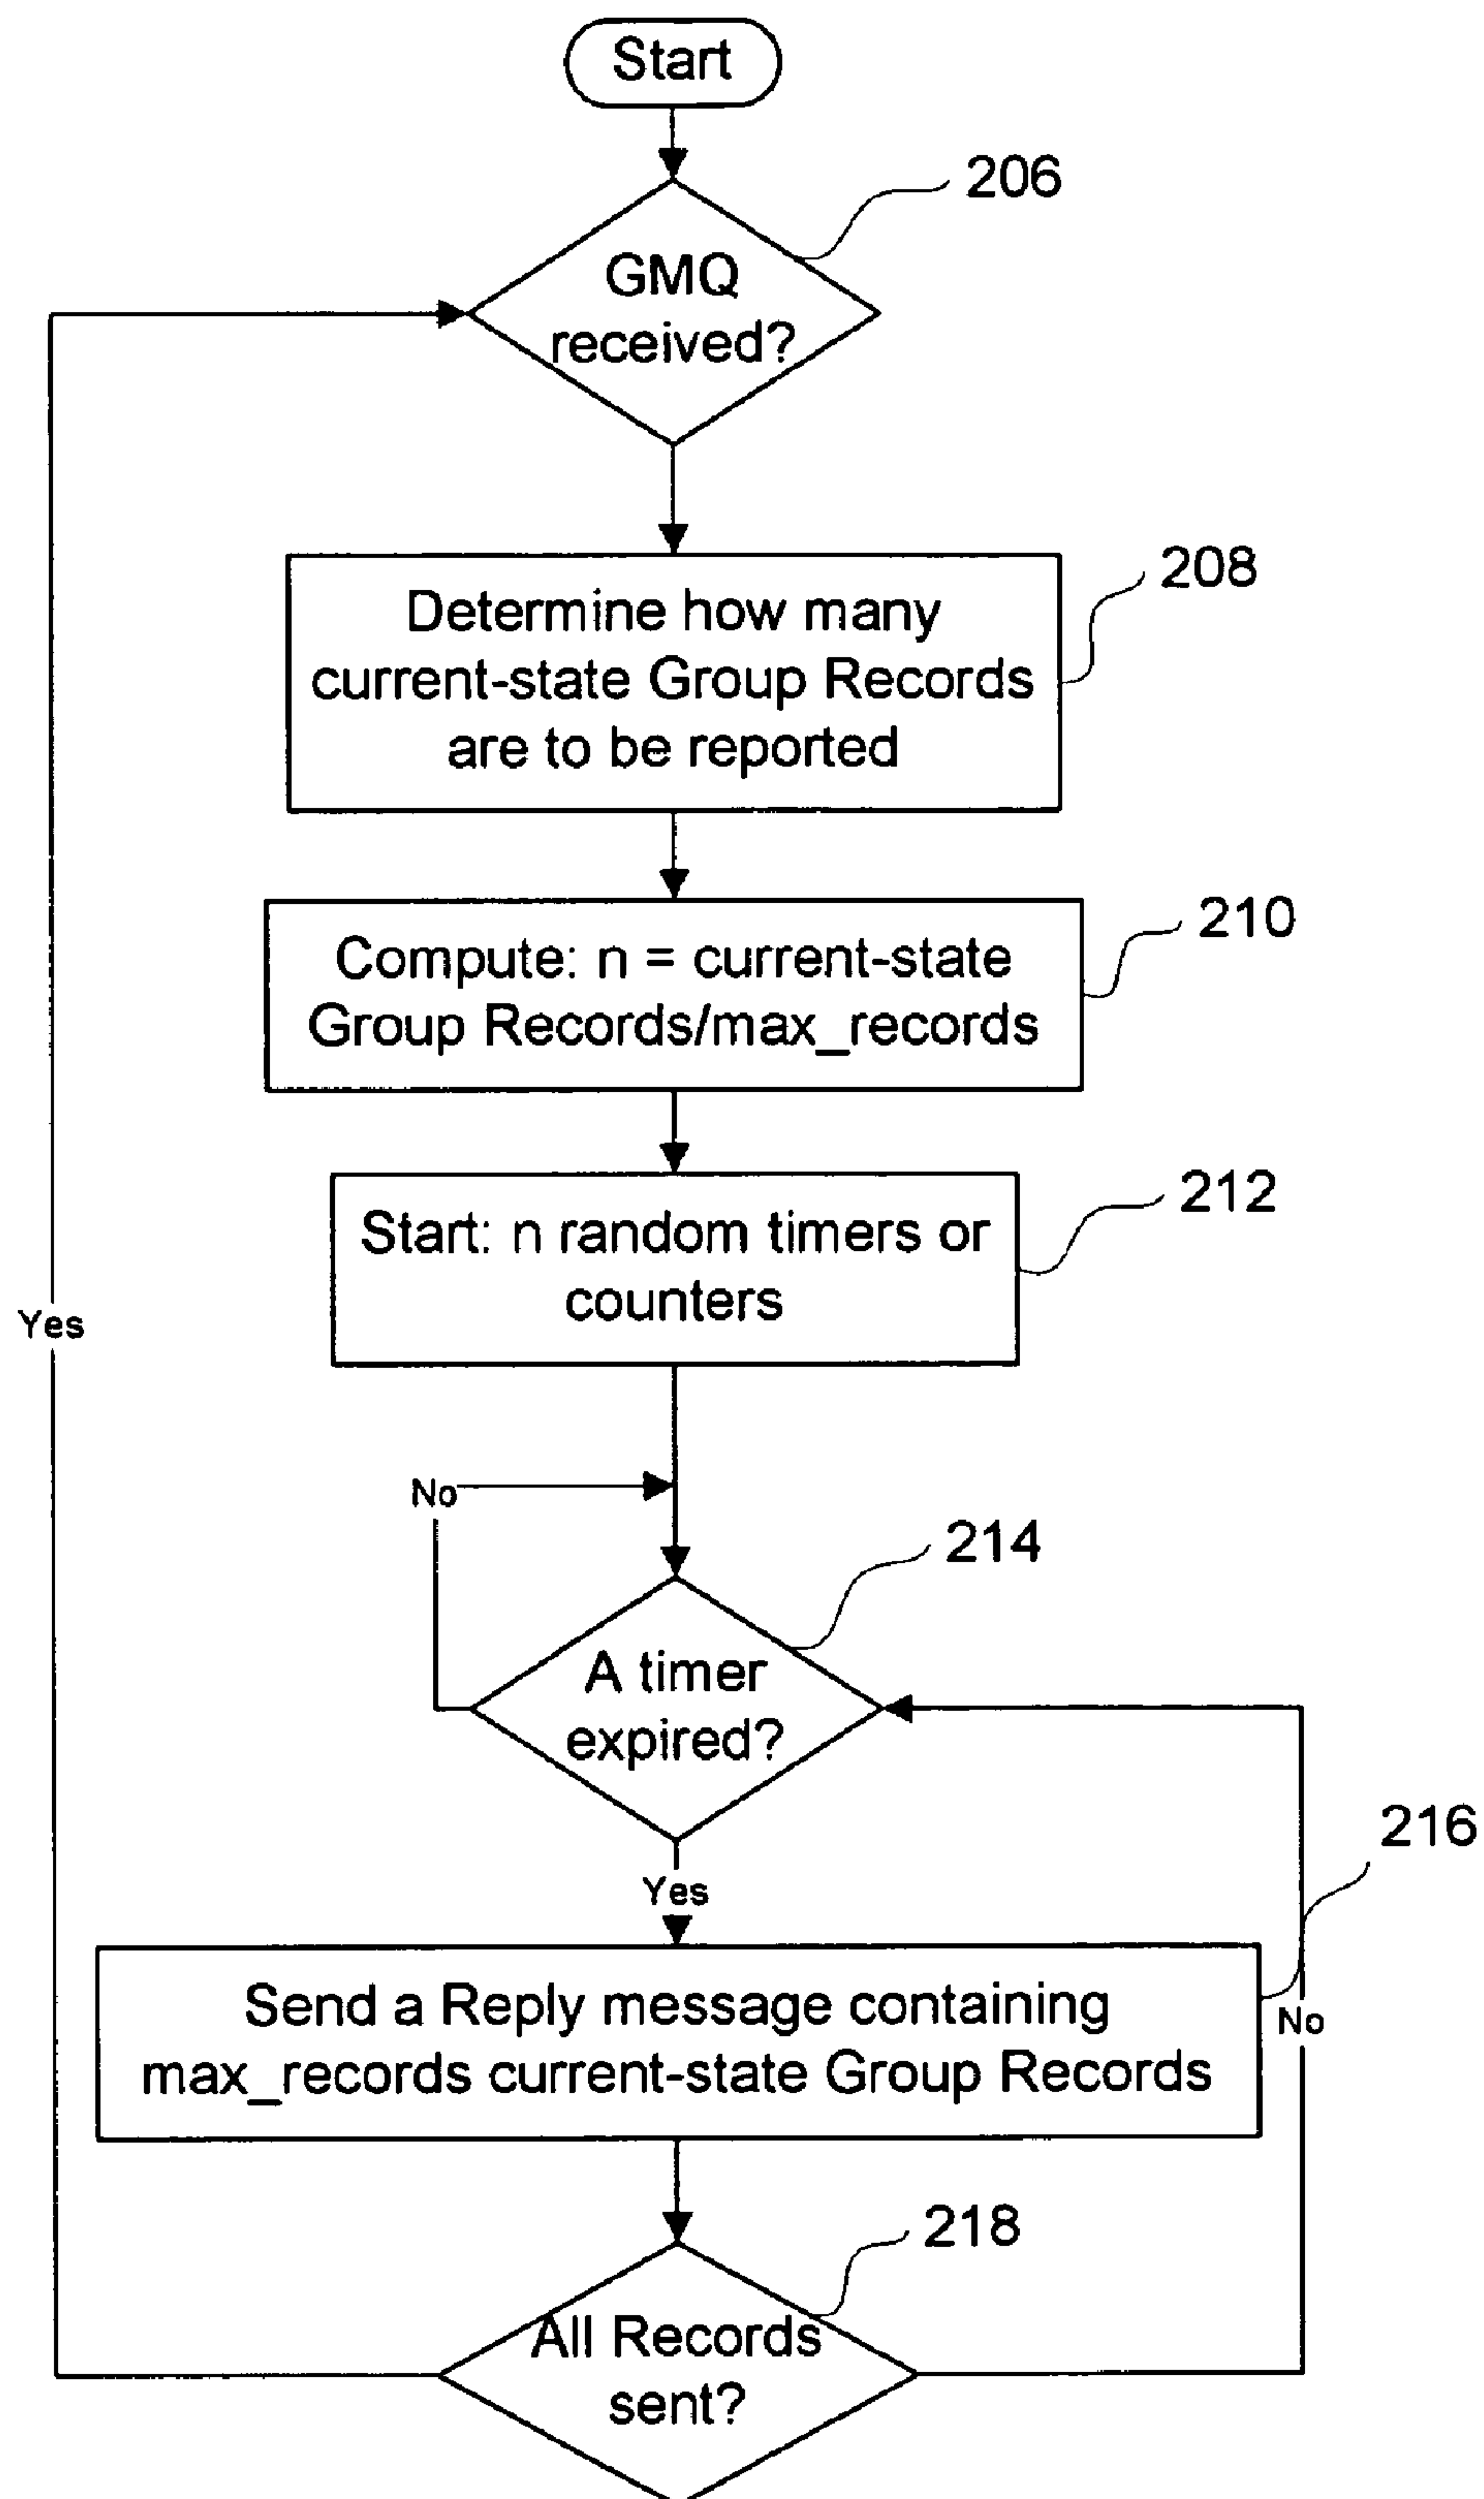 Start
206
GMQ
received?
208
Determine how many
current-state Group Records
are to be reported
210
Compute: n = current-state
Group Records/max_records
212
Start: n random timers or
counters
Yes
No
214
A timer
expired?
216
Yes
Send a Reply message containing
max_records current-state Group Records
No
218
All Records
sent?